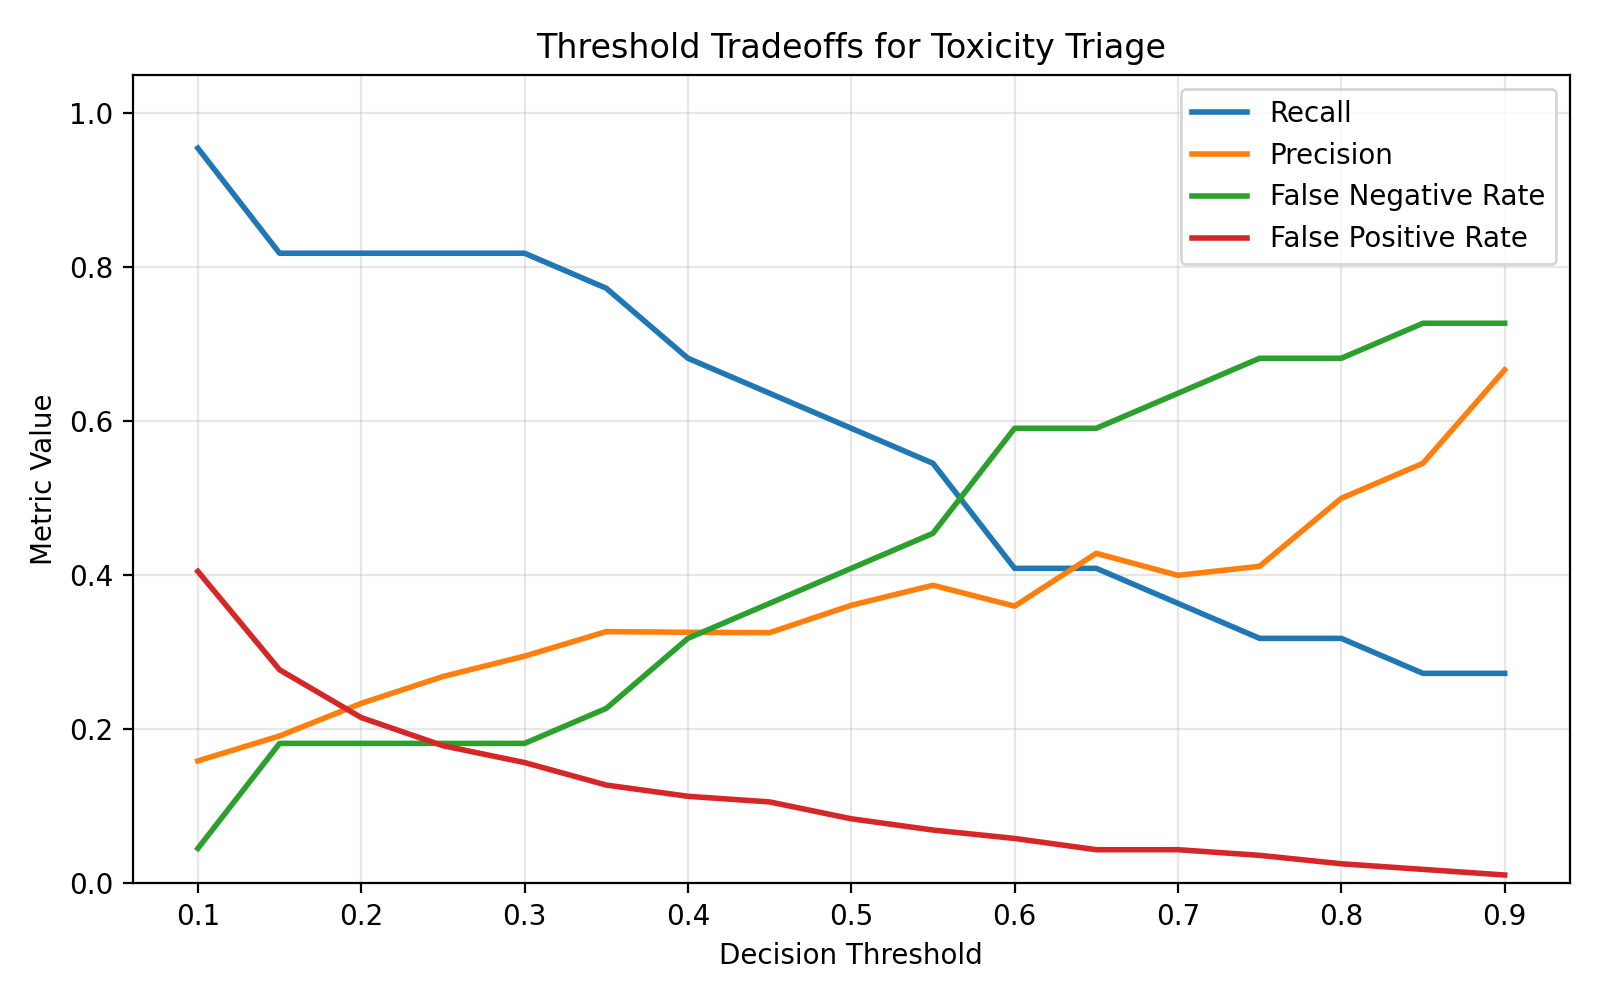 Threshold Tradeoffs for Toxicity Triage
Recall
Precision
False Negative Rate
False Positive Rate
Metric Value
1.0
0.8
0.6
0.4
0.2
0.0
0.1 0.2 0.3 0.4 0.5 0.6 0.7 0.8 0.9
Decision Threshold